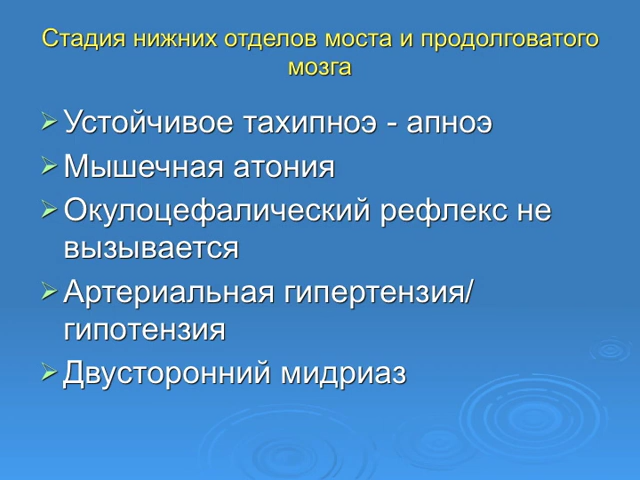 Стадия нижних отделов моста и продолговатого
мозга
Устойчивое тахипноэ - апноэ
Мышечная атония
Окулоцефалический рефлекс не
вызывается
Артериальная гипертензия/
гипотензия
Двусторонний мидриаз